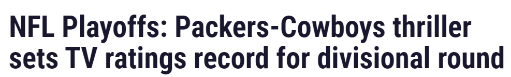 NFL Playoffs: Packers-Cowboys thriller
sets TV ratings record for divisional round